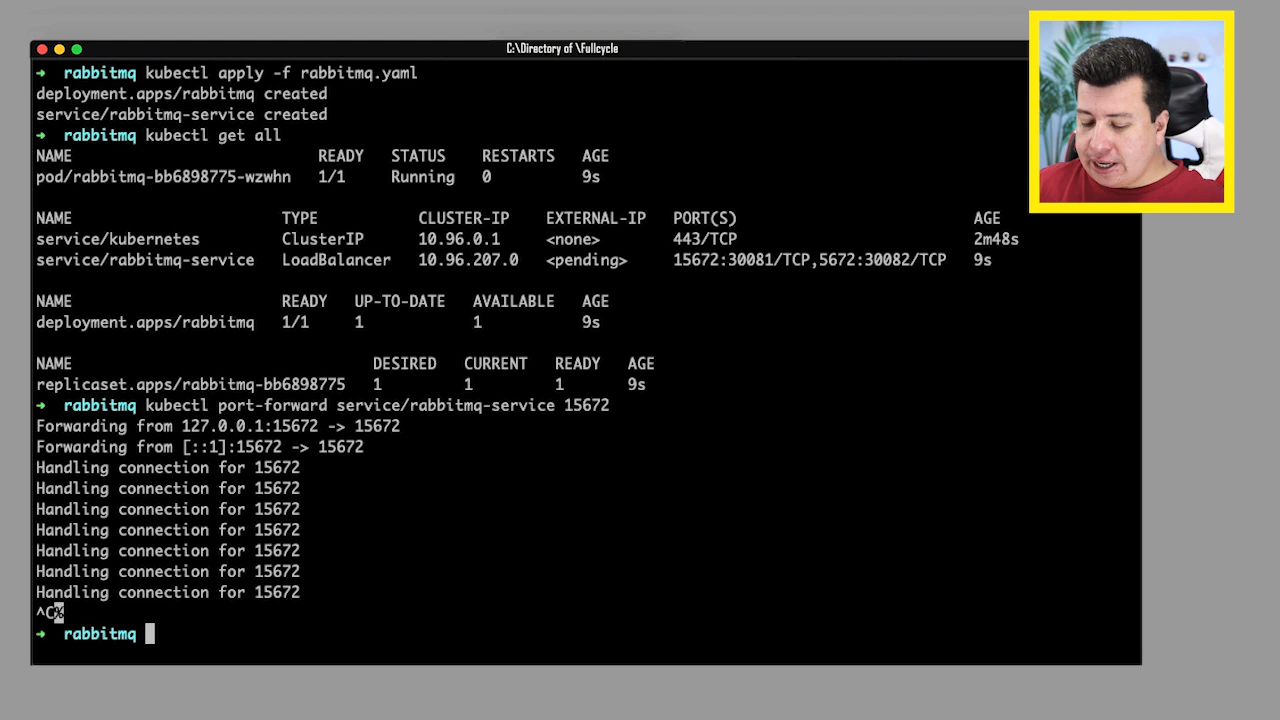 C:\Directory of \Fullcycle
➜ rabbitmq kubectl apply -f rabbitmq.yaml
deployment.apps/rabbitmq created
service/rabbitmq-service created
➜ rabbitmq kubectl get all
NAME READY STATUS RESTARTS AGE
pod/rabbitmq-bb6898775-wzwhn 1/1 Running 0 9s
NAME TYPE CLUSTER-IP EXTERNAL-IP PORT(S) AGE
service/kubernetes ClusterIP 10.96.0.1 <none> 443/TCP 2m48s
service/rabbitmq-service LoadBalancer 10.96.207.0 <pending> 15672:30081/TCP,5672:30082/TCP 9s
NAME READY UP-TO-DATE AVAILABLE AGE
deployment.apps/rabbitmq 1/1 1 1 9s
NAME DESIRED CURRENT READY AGE
replicaset.apps/rabbitmq-bb6898775 1 1 1 9s
➜ rabbitmq kubectl port-forward service/rabbitmq-service 15672
Forwarding from 127.0.0.1:15672 -> 15672
Forwarding from [::1]:15672 -> 15672
Handling connection for 15672
Handling connection for 15672
Handling connection for 15672
Handling connection for 15672
Handling connection for 15672
Handling connection for 15672
Handling connection for 15672
^C%
➜ rabbitmq